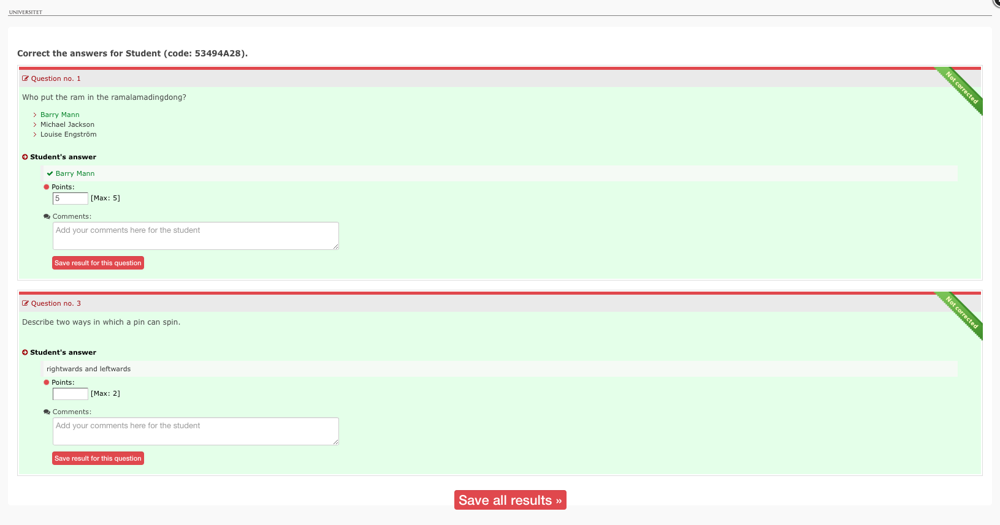 UNIVERSITET
Correct the answers for Student (code: 53494A28).
Question no. 1
Not corrected
Who put the ram in the ramalamadingdong?
Barry Mann
Michael Jackson
Louise Engström
Student's answer
Barry Mann
Points:
5 [Max: 5]
Comments:
Add your comments here for the student
Save result for this question
Question no. 3
Not corrected
Describe two ways in which a pin can spin.
Student's answer
rightwards and leftwards
Points:
[Max: 2]
Comments:
Add your comments here for the student
Save result for this question
Save all results »